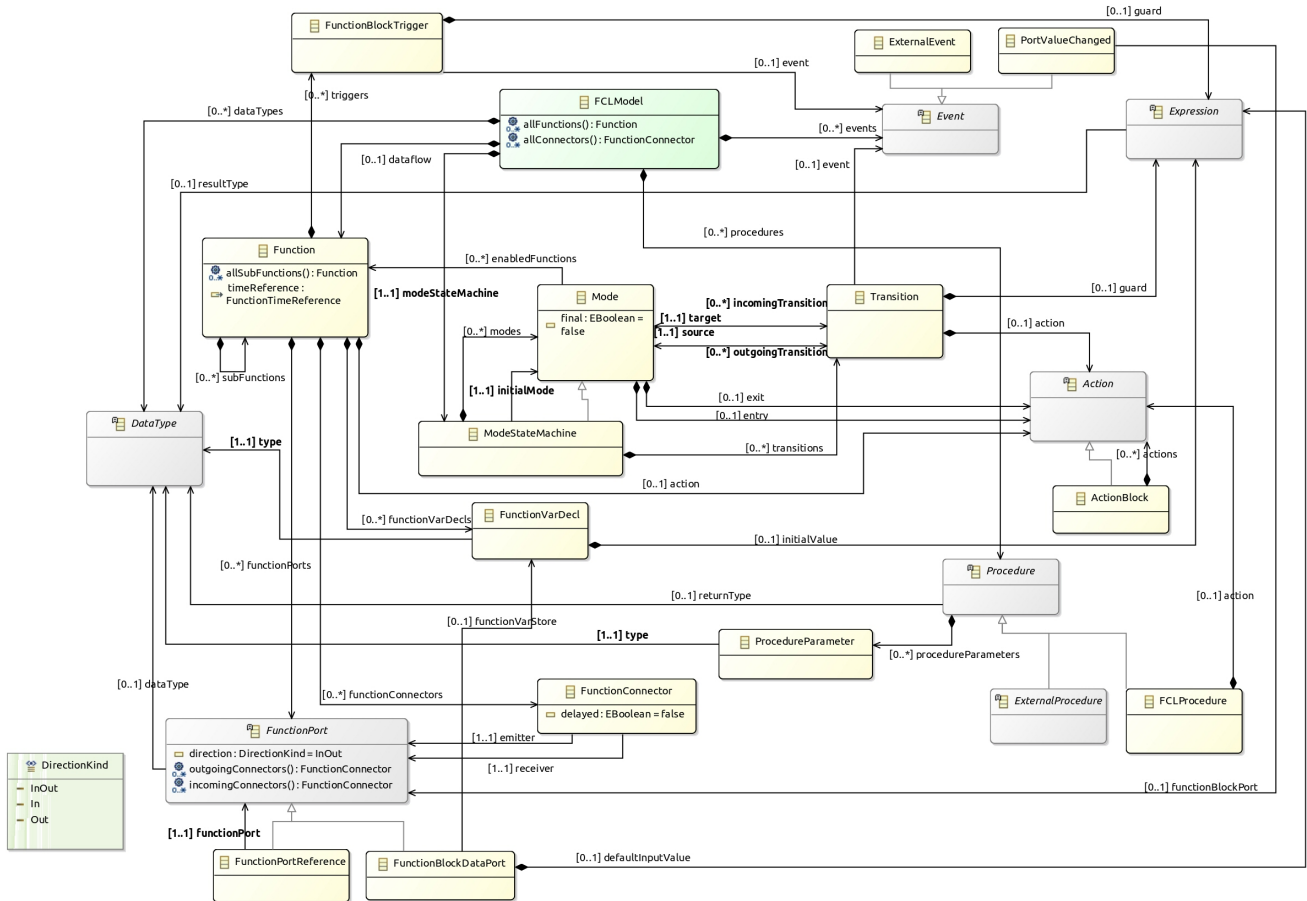 FunctionBlockTrigger
[0..1] guard
ExternalEvent
PortValueChanged
[0..1] event
[0..*] triggers
[0..*] dataTypes
FCLModel
allFunctions() : Function
0..*
allConnectors() : FunctionConnector
0..*
[0..*] events
Event
Expression
[0..1] dataflow
[0..1] event
[0..1] resultType
[0..*] procedures
Function
allSubFunctions() : Function
0..*
timeReference :
FunctionTimeReference
[0..*] enabledFunctions
[1..1] modeStateMachine
Mode
final : EBoolean =
false
[0..*] incomingTransition
[1..1] target
[1..1] source
[0..*] outgoingTransition
Transition
[0..1] guard
[0..1] action
[0..*] modes
[0..*] subFunctions
[1..1] initialMode
Action
[0..1] exit
[0..1] entry
DataType
ModeStateMachine
[1..1] type
[0..*] transitions
[0..*] actions
[0..1] action
ActionBlock
FunctionVarDecl
[0..*] functionVarDecls
[0..1] initialValue
[0..*] functionPorts
Procedure
[0..1] returnType
[0..1] action
[0..1] functionVarStore
[1..1] type
ProcedureParameter
[0..*] procedureParameters
[0..1] dataType
[0..*] functionConnectors
FunctionConnector
delayed : EBoolean = false
ExternalProcedure
FCLProcedure
FunctionPort
direction : DirectionKind = InOut
outgoingConnectors() : FunctionConnector
0..*
incomingConnectors() : FunctionConnector
0..*
[1..1] emitter
[1..1] receiver
[0..1] functionBlockPort
DirectionKind
InOut
In
Out
[1..1] functionPort
FunctionPortReference
FunctionBlockDataPort
[0..1] defaultInputValue